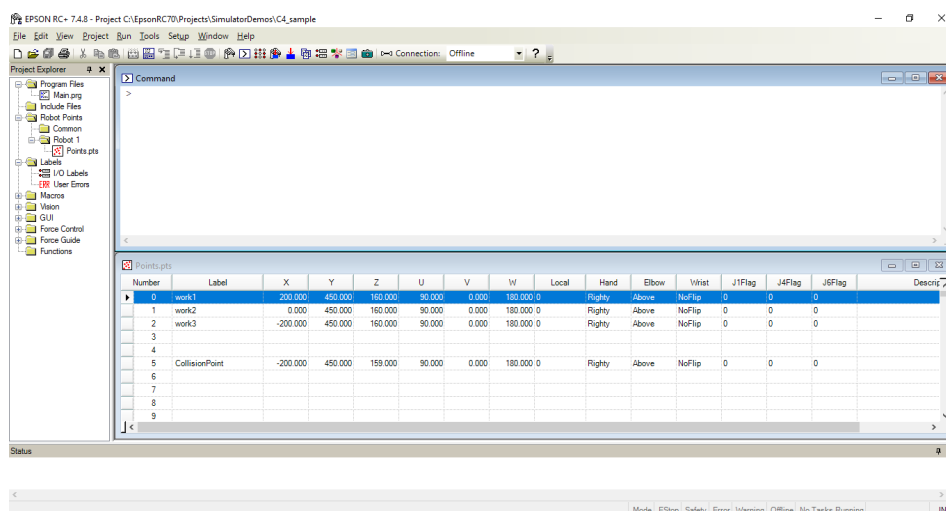 EPSON RC+ 7.4.8 - Project C:\EpsonRC70\Projects\SimulatorDemos\C4_sample
File Edit View Project Run Tools Setup Window Help
Connection: Offline ?
Project Explorer
Program Files
Main.prg
Include Files
Robot Points
Common
Robot 1
Points.pts
Labels
I/O Labels
User Errors
Macros
Vision
GUI
Force Control
Force Guide
Functions
Command
>
Points.pts
Number Label X Y Z U V W Local Hand Elbow Wrist J1Flag J4Flag J6Flag Descrip
0 work1 200.000 450.000 160.000 90.000 0.000 180.000 0 Righty Above NoFlip 0 0 0
1 work2 0.000 450.000 160.000 90.000 0.000 180.000 0 Righty Above NoFlip 0 0 0
2 work3 -200.000 450.000 160.000 90.000 0.000 180.000 0 Righty Above NoFlip 0 0 0
3
4
5 CollisionPoint -200.000 450.000 159.000 90.000 0.000 180.000 0 Righty Above NoFlip 0 0 0
6
7
8
9
Status
Mode EStop Safety Error Warning Offline No Tasks Running IN